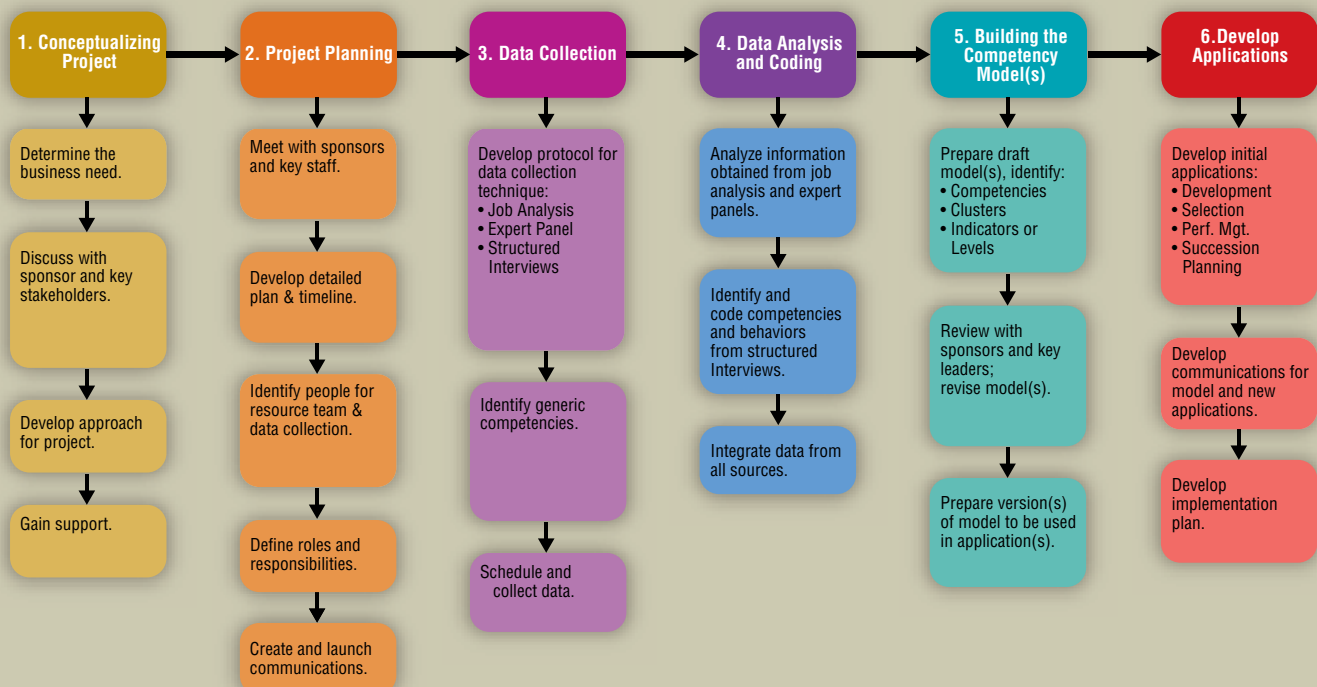 1. Conceptualizing
Project
Determine the
business need.
Discuss with
sponsor and key
stakeholders.
Develop approach
for project.
Gain support.
2. Project Planning
Meet with sponsors
and key staff.
Develop detailed
plan & timeline.
Identify people for
resource team &
data collection.
Define roles and
responsibilities.
Create and launch
communications.
3. Data Collection
Develop protocol for
data collection
technique:
• Job Analysis
• Expert Panel
• Structured
Interviews
Identify generic
competencies.
Schedule and
collect data.
4. Data Analysis
and Coding
Analyze information
obtained from job
analysis and expert
panels.
Identify and
code competencies
and behaviors
from structured
Interviews.
Integrate data from
all sources.
5. Building the
Competency
Model(s)
Prepare draft
model(s), identify:
• Competencies
• Clusters
• Indicators or
Levels
Review with
sponsors and key
leaders;
revise model(s).
Prepare version(s)
of model to be used
in application(s).
6.Develop
Applications
Develop initial
applications:
• Development
• Selection
• Perf. Mgt.
• Succession
Planning
Develop
communications for
model and new
applications.
Develop
implementation
plan.